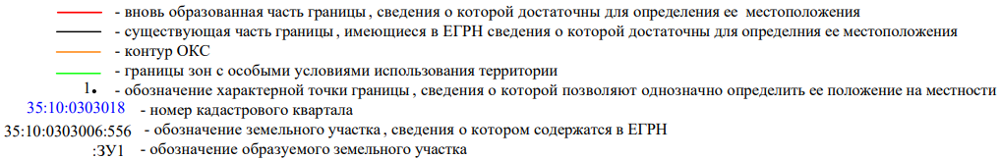 - вновь образованная часть границы, сведения о которой достаточны для определения ее местоположения
- существующая часть границы, имеющиеся в ЕГРН сведения о которой достаточны для определния ее местоположения
- контур ОКС
- границы зон с особыми условиями использования территории
1. - обозначение характерной точки границы, сведения о которой позволяют однозначно определить ее положение на местности
35:10:0303018 - номер кадастрового квартала
35:10:0303006:556 - обозначение земельного участка, сведения о котором содержатся в ЕГРН
:ЗУ1 - обозначение образуемого земельного участка